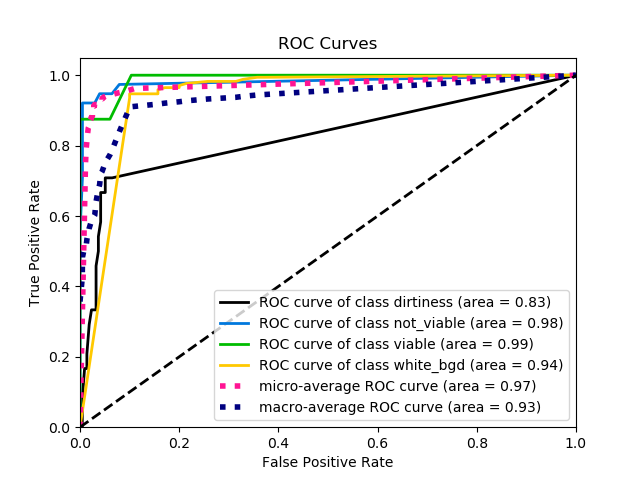 ROC Curves
True Positive Rate
1.0
0.8
0.6
0.4
0.2
0.0
0.0 0.2 0.4 0.6 0.8 1.0
False Positive Rate
ROC curve of class dirtiness (area = 0.83)
ROC curve of class not_viable (area = 0.98)
ROC curve of class viable (area = 0.99)
ROC curve of class white_bgd (area = 0.94)
micro-average ROC curve (area = 0.97)
macro-average ROC curve (area = 0.93)